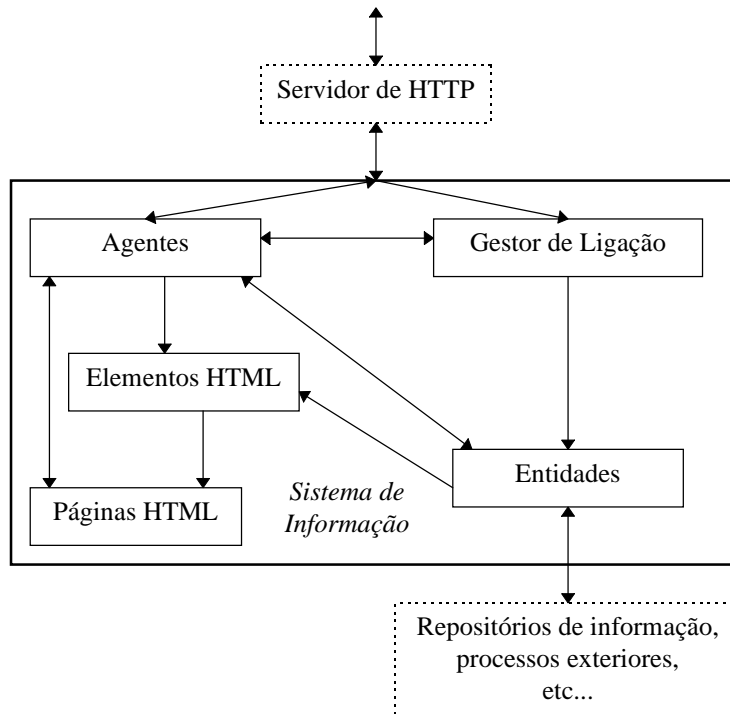 Servidor de HTTP
Agentes
Gestor de Ligação
Elementos HTML
Entidades
Sistema de
Informação
Páginas HTML
Repositórios de informação,
processos exteriores,
etc...